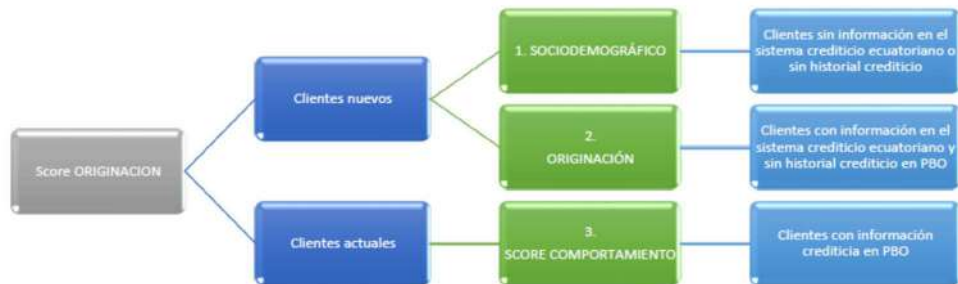 Score ORIGINACION
Clientes nuevos
Clientes actuales
1. SOCIODEMOGRÁFICO
2.
ORIGINACIÓN
3.
SCORE COMPORTAMIENTO
Clientes sin información en el
sistema crediticio ecuatoriano o
sin historial crediticio
Clientes con información en el
sistema crediticio ecuatoriano y
sin historial crediticio en PBO
Clientes con información
crediticia en PBO